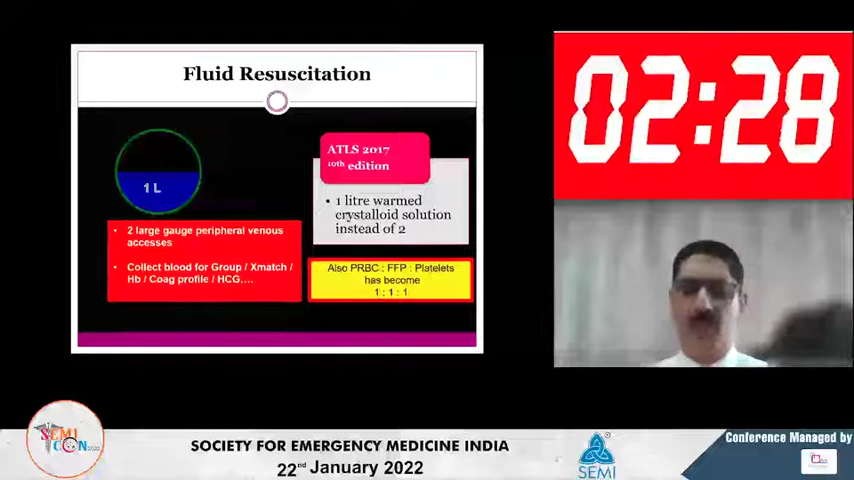 Fluid Resuscitation
1 L
2 large gauge peripheral venous
accesses
Collect blood for Group / Xmatch /
Hb / Coag profile / HCG....
ATLS 2017
10th edition
1 litre warmed
crystalloid solution
instead of 2
Also PRBC : FFP : Platelets
has become
1 : 1 : 1
02:28
SEMI
CON
SOCIETY FOR EMERGENCY MEDICINE INDIA
22nd January 2022
SEMI
Conference Managed by